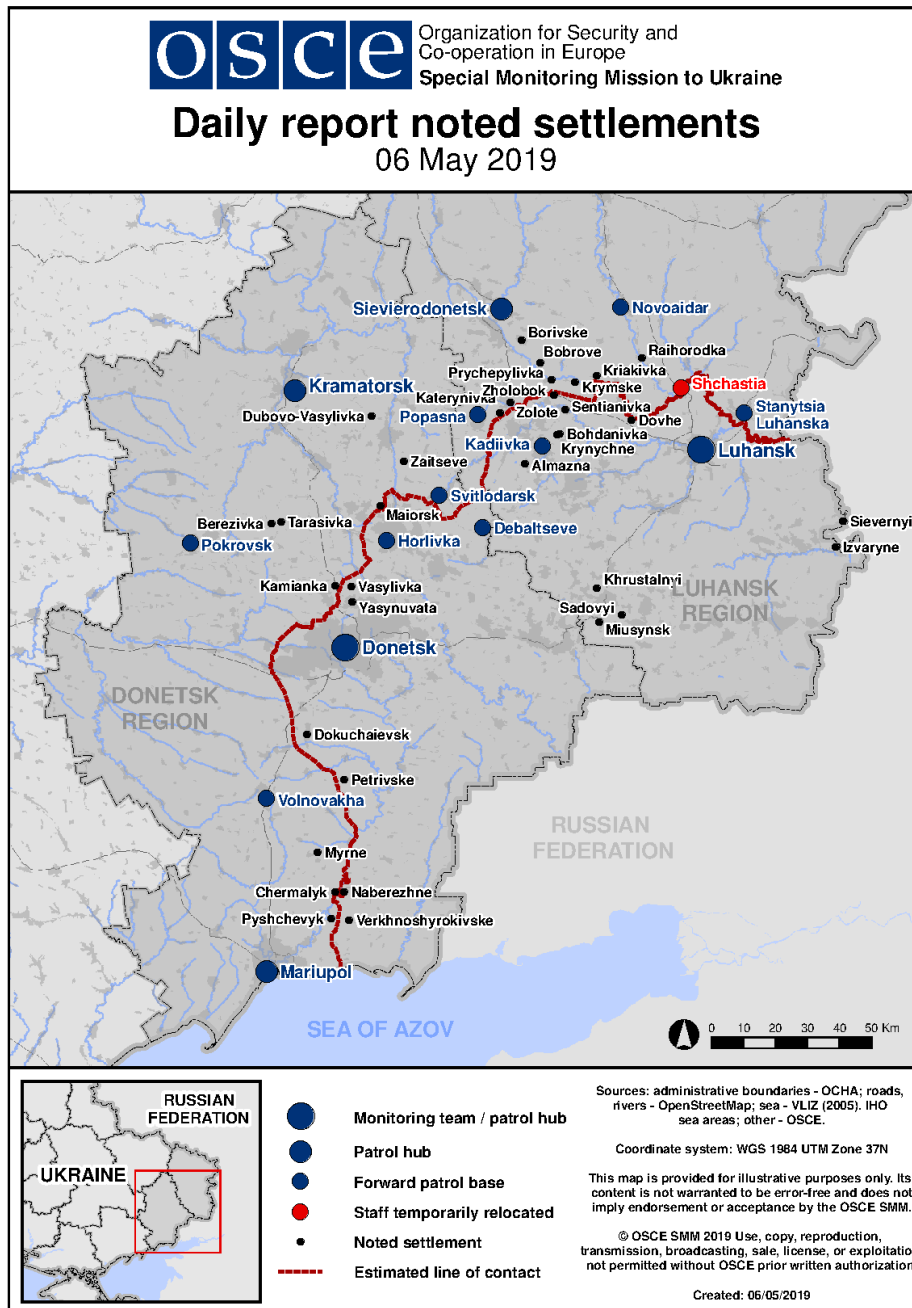 osce
Organization for Security and
Co-operation in Europe
Special Monitoring Mission to Ukraine
Daily report noted settlements
06 May 2019
Sievierodonetsk
Novoaidar
Borivske
Bobrove
Raihorodka
Prychepylivka
Kriakivka
Kramatorsk
Shchastia
Zholobok
Krymske
Katerynivka
Dubovo-Vasylivka
Popasna
Zolote
Sentianivka
Stanytsia
Luhanska
Dovhe
Kadiivka
Bohdanivka
Krynychne
Luhansk
Zaitseve
Almazna
Svitlodarsk
Maiorsk
Berezivka
Tarasivka
Debaltseve
Sievernyi
Pokrovsk
Horlivka
Izvaryne
Kamianka
Vasylivka
Khrustalnyi
LUHANSK
REGION
Yasynuvata
Sadovyi
Miusynsk
Donetsk
DONETSK
REGION
Dokuchaievsk
Petrivske
Volnovakha
RUSSIAN
FEDERATION
Myrne
Chermalyk
Naberezhne
Pyshchevyk
Verkhnoshyrokivske
Mariupol
SEA OF AZOV
0 10 20 30 40 50 Km
RUSSIAN
FEDERATION
UKRAINE
Monitoring team / patrol hub
Patrol hub
Forward patrol base
Staff temporarily relocated
Noted settlement
Estimated line of contact
Sources: administrative boundaries - OCHA; roads,
rivers - OpenStreetMap; sea - VLIZ (2005). IHO
sea areas; other - OSCE.
Coordinate system: WGS 1984 UTM Zone 37N
This map is provided for illustrative purposes only. Its
content is not warranted to be error-free and does not
imply endorsement or acceptance by the OSCE SMM.
© OSCE SMM 2019 Use, copy, reproduction,
transmission, broadcasting, sale, license, or exploitatio
not permitted without OSCE prior written authorization
Created: 06/05/2019